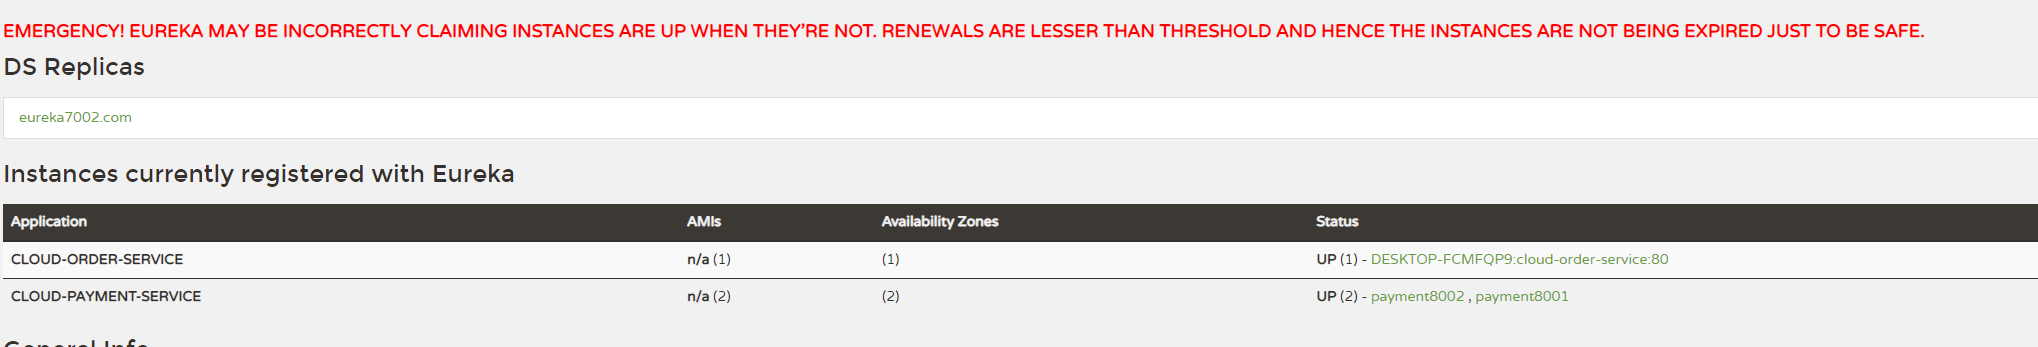 EMERGENCY! EUREKA MAY BE INCORRECTLY CLAIMING INSTANCES ARE UP WHEN THEY'RE NOT. RENEWALS ARE LESSER THAN THRESHOLD AND HENCE THE INSTANCES ARE NOT BEING EXPIRED JUST TO BE SAFE.
DS Replicas
eureka7002.com
Instances currently registered with Eureka
Application AMIs Availability Zones Status
CLOUD-ORDER-SERVICE n/a (1) (1) UP (1) - DESKTOP-FCMFQP9:cloud-order-service:80
CLOUD-PAYMENT-SERVICE n/a (2) (2) UP (2) - payment8002 , payment8001
General Info